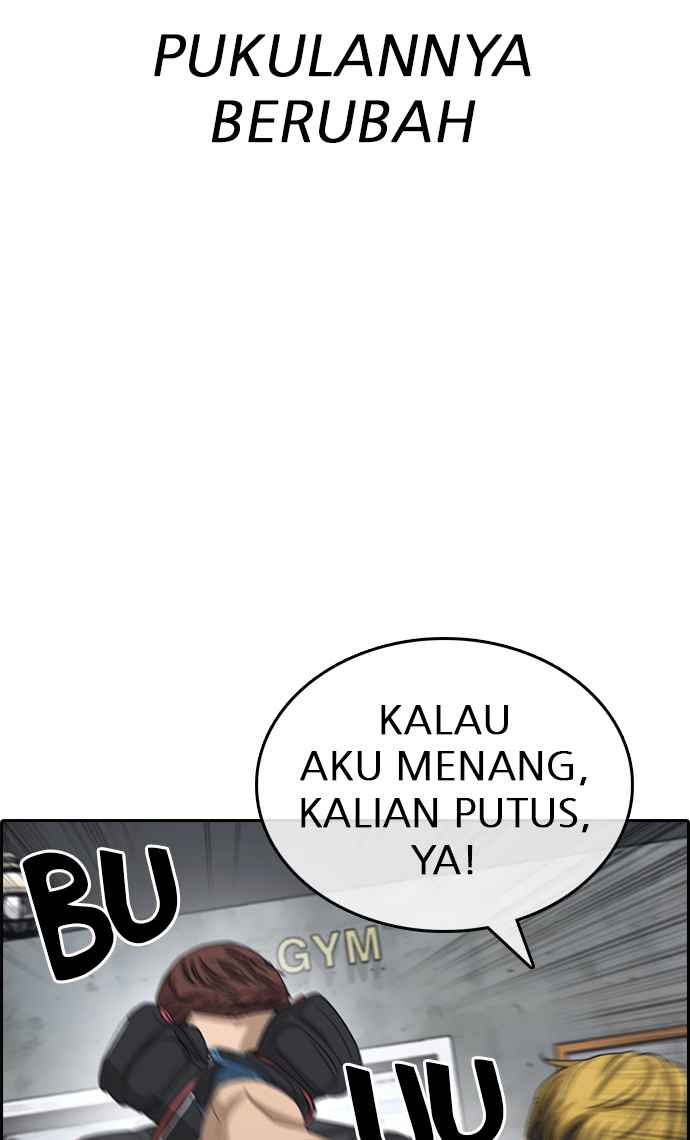 PUKULANNYA
BERUBAH
KALAU
AKU MENANG,
KALIAN PUTUS,
YA!
BU
GYM
UU